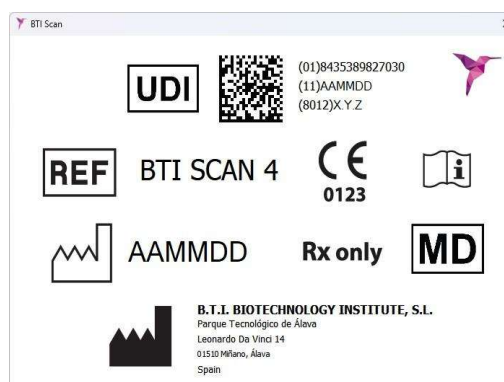 BTI Scan
UDI
(01)8435389827030
(11)AAMMDD
(8012)X.Y.Z
REF BTI SCAN 4
CE
0123
i
AAMMDD Rx only MD
B.T.I. BIOTECHNOLOGY INSTITUTE, S.L.
Parque Tecnológico de Álava
Leonardo Da Vinci 14
01510 Miñano, Álava
Spain